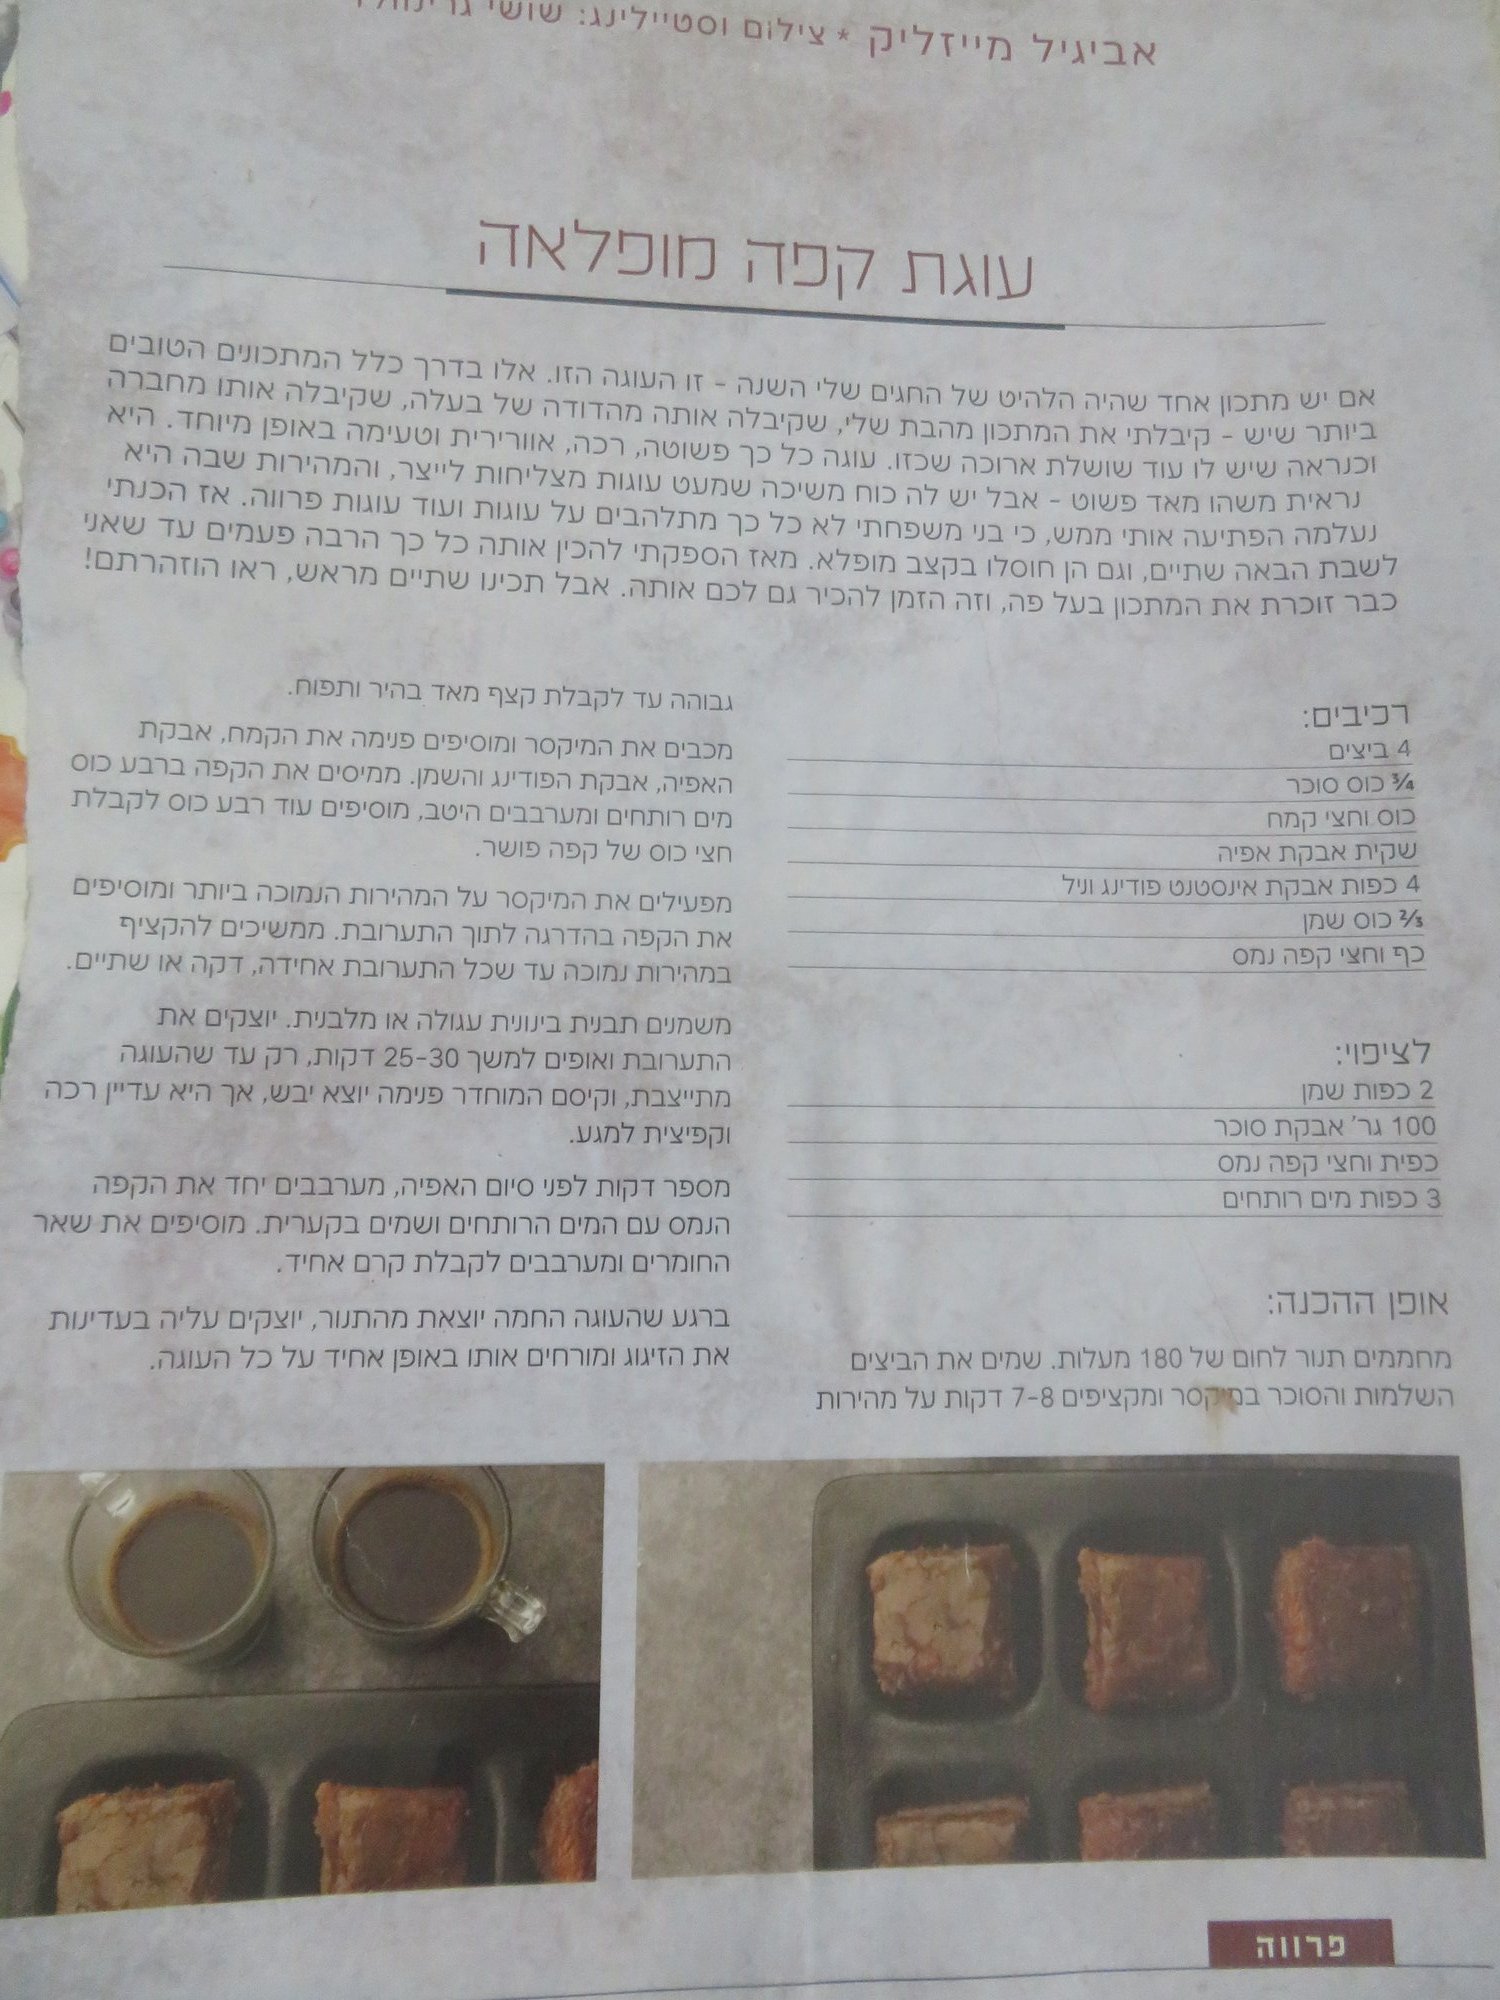 אביגיל מייזליק * צילום וסטיילינג: שושי
עוגת קפה מופלאה
אם יש מתכון אחד שהיה הלהיט של החגים שלי השנה - זו העוגה הזו. אלו בדרך כלל המתכונים הטובים
ביותר שיש - קיבלתי את המתכון מהבת שלי, שקיבלה אותה מהדודה של בעלה, שקיבלה אותו מחברה
וכנראה שיש לו עוד שושלת ארוכה שכזו. עוגה כל כך פשוטה, רכה, אוורירית וטעימה באופן מיוחד. היא
נראית משהו מאד פשוט - אבל יש לה כוח משיכה שמעט עוגות מצליחות לייצר, והמהירות שבה היא
נעלמה הפתיעה אותי ממש, כי בני משפחתי לא כל כך מתלהבים על עוגות ועוד עוגות פרווה. אז הכנתי
לשבת הבאה שתיים, וגם הן חוסלו בקצב מופלא. מאז הספקתי להכין אותה כל כך הרבה פעמים עד שאני
כבר זוכרת את המתכון בעל פה, וזה הזמן להכיר גם לכם אותה. אבל תכינו שתיים מראש, ראו הוזהרתם!
רכיבים:
4 ביצים
¾ כוס סוכר
כוס וחצי קמח
שקית אבקת אפיה
4 כפות אבקת אינסטנט פודינג וניל
⅔ כוס שמן
כף וחצי קפה נמס
לציפוי:
2 כפות שמן
100 גר' אבקת סוכר
כפית וחצי קפה נמס
3 כפות מים רותחים
אופן ההכנה:
מחממים תנור לחום של 180 מעלות. שמים את הביצים
השלמות והסוכר במיקסר ומקציפים 7-8 דקות על מהירות
גבוהה עד לקבלת קצף מאד בהיר ותפוח.
מכבים את המיקסר ומוסיפים פנימה את הקמח, אבקת
האפיה, אבקת הפודינג והשמן. ממיסים את הקפה ברבע כוס
מים רותחים ומערבבים היטב, מוסיפים עוד רבע כוס לקבלת
חצי כוס של קפה פושר.
מפעילים את המיקסר על המהירות הנמוכה ביותר ומוסיפים
את הקפה בהדרגה לתוך התערובת. ממשיכים להקציף
במהירות נמוכה עד שכל התערובת אחידה, דקה או שתיים.
משמנים תבנית בינונית עגולה או מלבנית. יוצקים את
התערובת ואופים למשך 25-30 דקות, רק עד שהעוגה
מתייצבת, וקיסם המוחדר פנימה יוצא יבש, אך היא עדיין רכה
וקפיצית למגע.
מספר דקות לפני סיום האפיה, מערבבים יחד את הקפה
הנמס עם המים הרותחים ושמים בקערית. מוסיפים את שאר
החומרים ומערבבים לקבלת קרם אחיד.
ברגע שהעוגה החמה יוצאת מהתנור, יוצקים עליה בעדינות
את הזיגוג ומורחים אותו באופן אחיד על כל העוגה.
פרווה